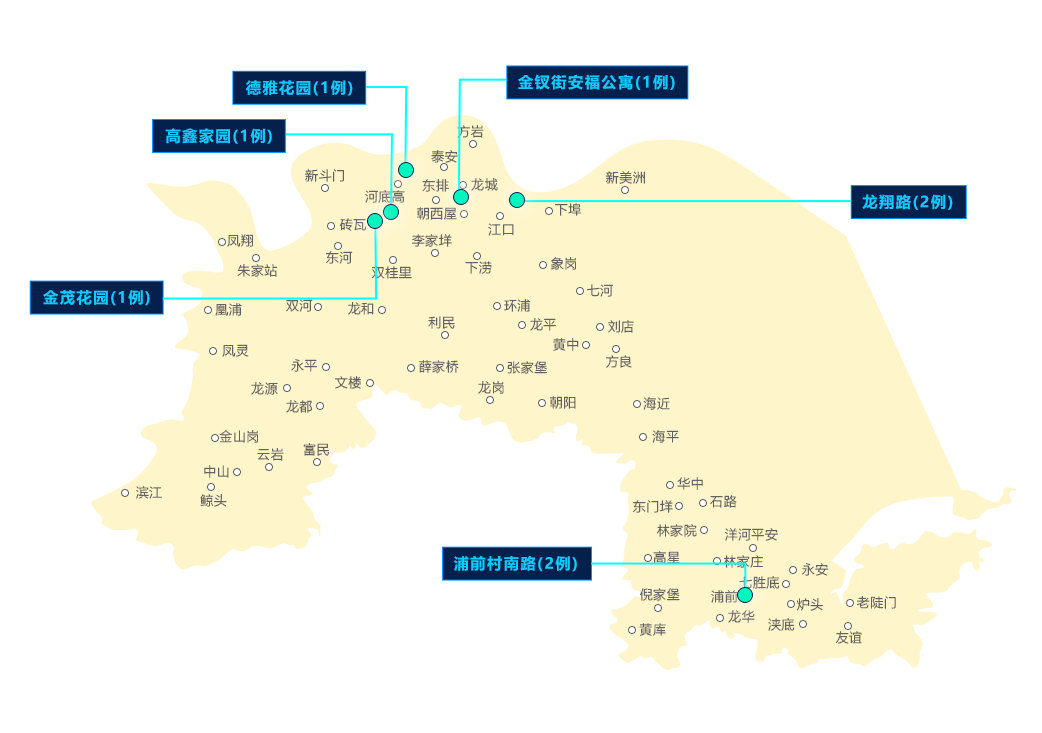 德雅花园(1例)
金钗街安福公寓(1例)
高鑫家园(1例)
龙翔路(2例)
金茂花园(1例)
浦前村南路(2例)
方岩
泰安
新斗门
河底高
东排
龙城
新美洲
砖瓦
朝西屋
下埠
江口
凤翔
东河
李家垟
朱家站
双桂里
下涝
象岗
七河
凰浦
双河
龙和
环浦
利民
龙平
刘店
黄中
凤灵
方良
永平
薛家桥
张家堡
文楼
龙源
龙岗
龙都
朝阳
海近
金山岗
海平
云岩
富民
中山
鲸头
滨江
华中
东门垟
石路
林家院
洋河平安
高星
林家庄
永安
七胜底
倪家堡
浦前
炉头
老陡门
龙华
浃底
黄库
友谊